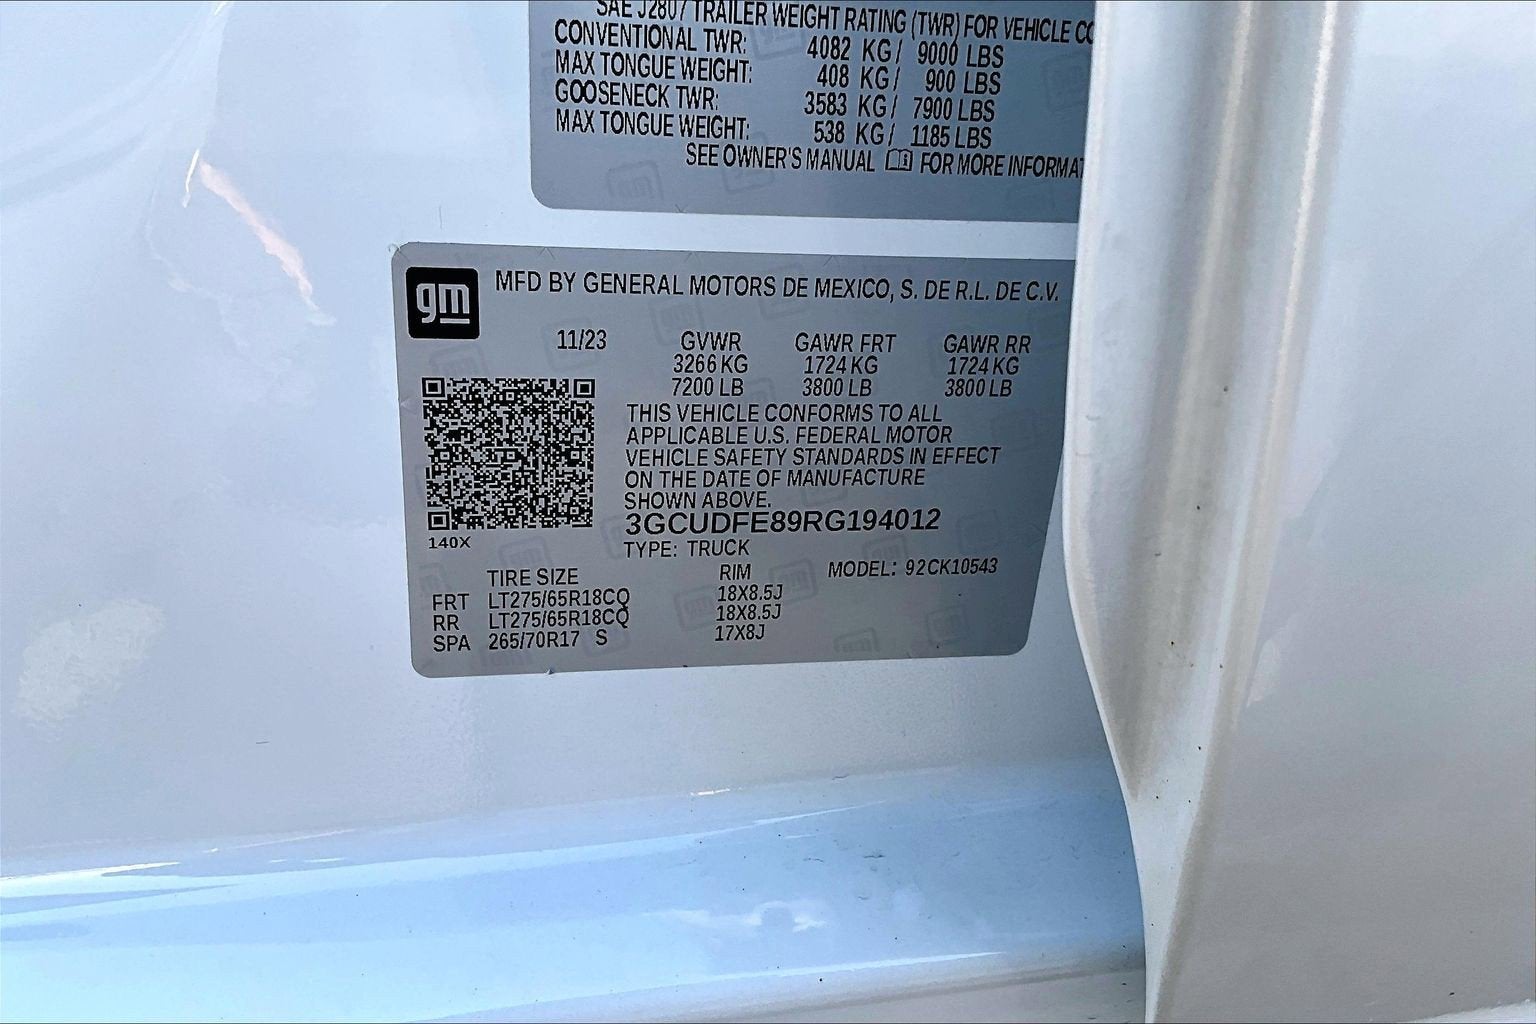 SAE J2807 TRAILER WEIGHT RATING (TWR) FOR VEHICLE
CONVENTIONAL TWR: 4082 KG/ 9000 LBS
MAX TONGUE WEIGHT: 408 KG/ 900 LBS
GOOSENECK TWR: 3583 KG/ 7900 LBS
MAX TONGUE WEIGHT: 538 KG/ 1185 LBS
SEE OWNER'S MANUAL FOR MORE
gm
MFD BY GENERAL MOTORS DE MEXICO, S. DE R.L. DE C.V.
11/23 GVWR GAWR FRT GAWR RR
3266 KG 1724 KG 1724 KG
7200 LB 3800 LB 3800 LB
THIS VEHICLE CONFORMS TO ALL
APPLICABLE U.S. FEDERAL MOTOR
VEHICLE SAFETY STANDARDS IN EFFECT
ON THE DATE OF MANUFACTURE
SHOWN ABOVE.
3GCUDFE89RG194012
140X
TYPE: TRUCK
MODEL: 92CK10543
TIRE SIZE RIM
FRT LT275/65R18CQ 18X8.5J
RR LT275/65R18CQ 18X8.5J
SPA 265/70R17 S 17X8J